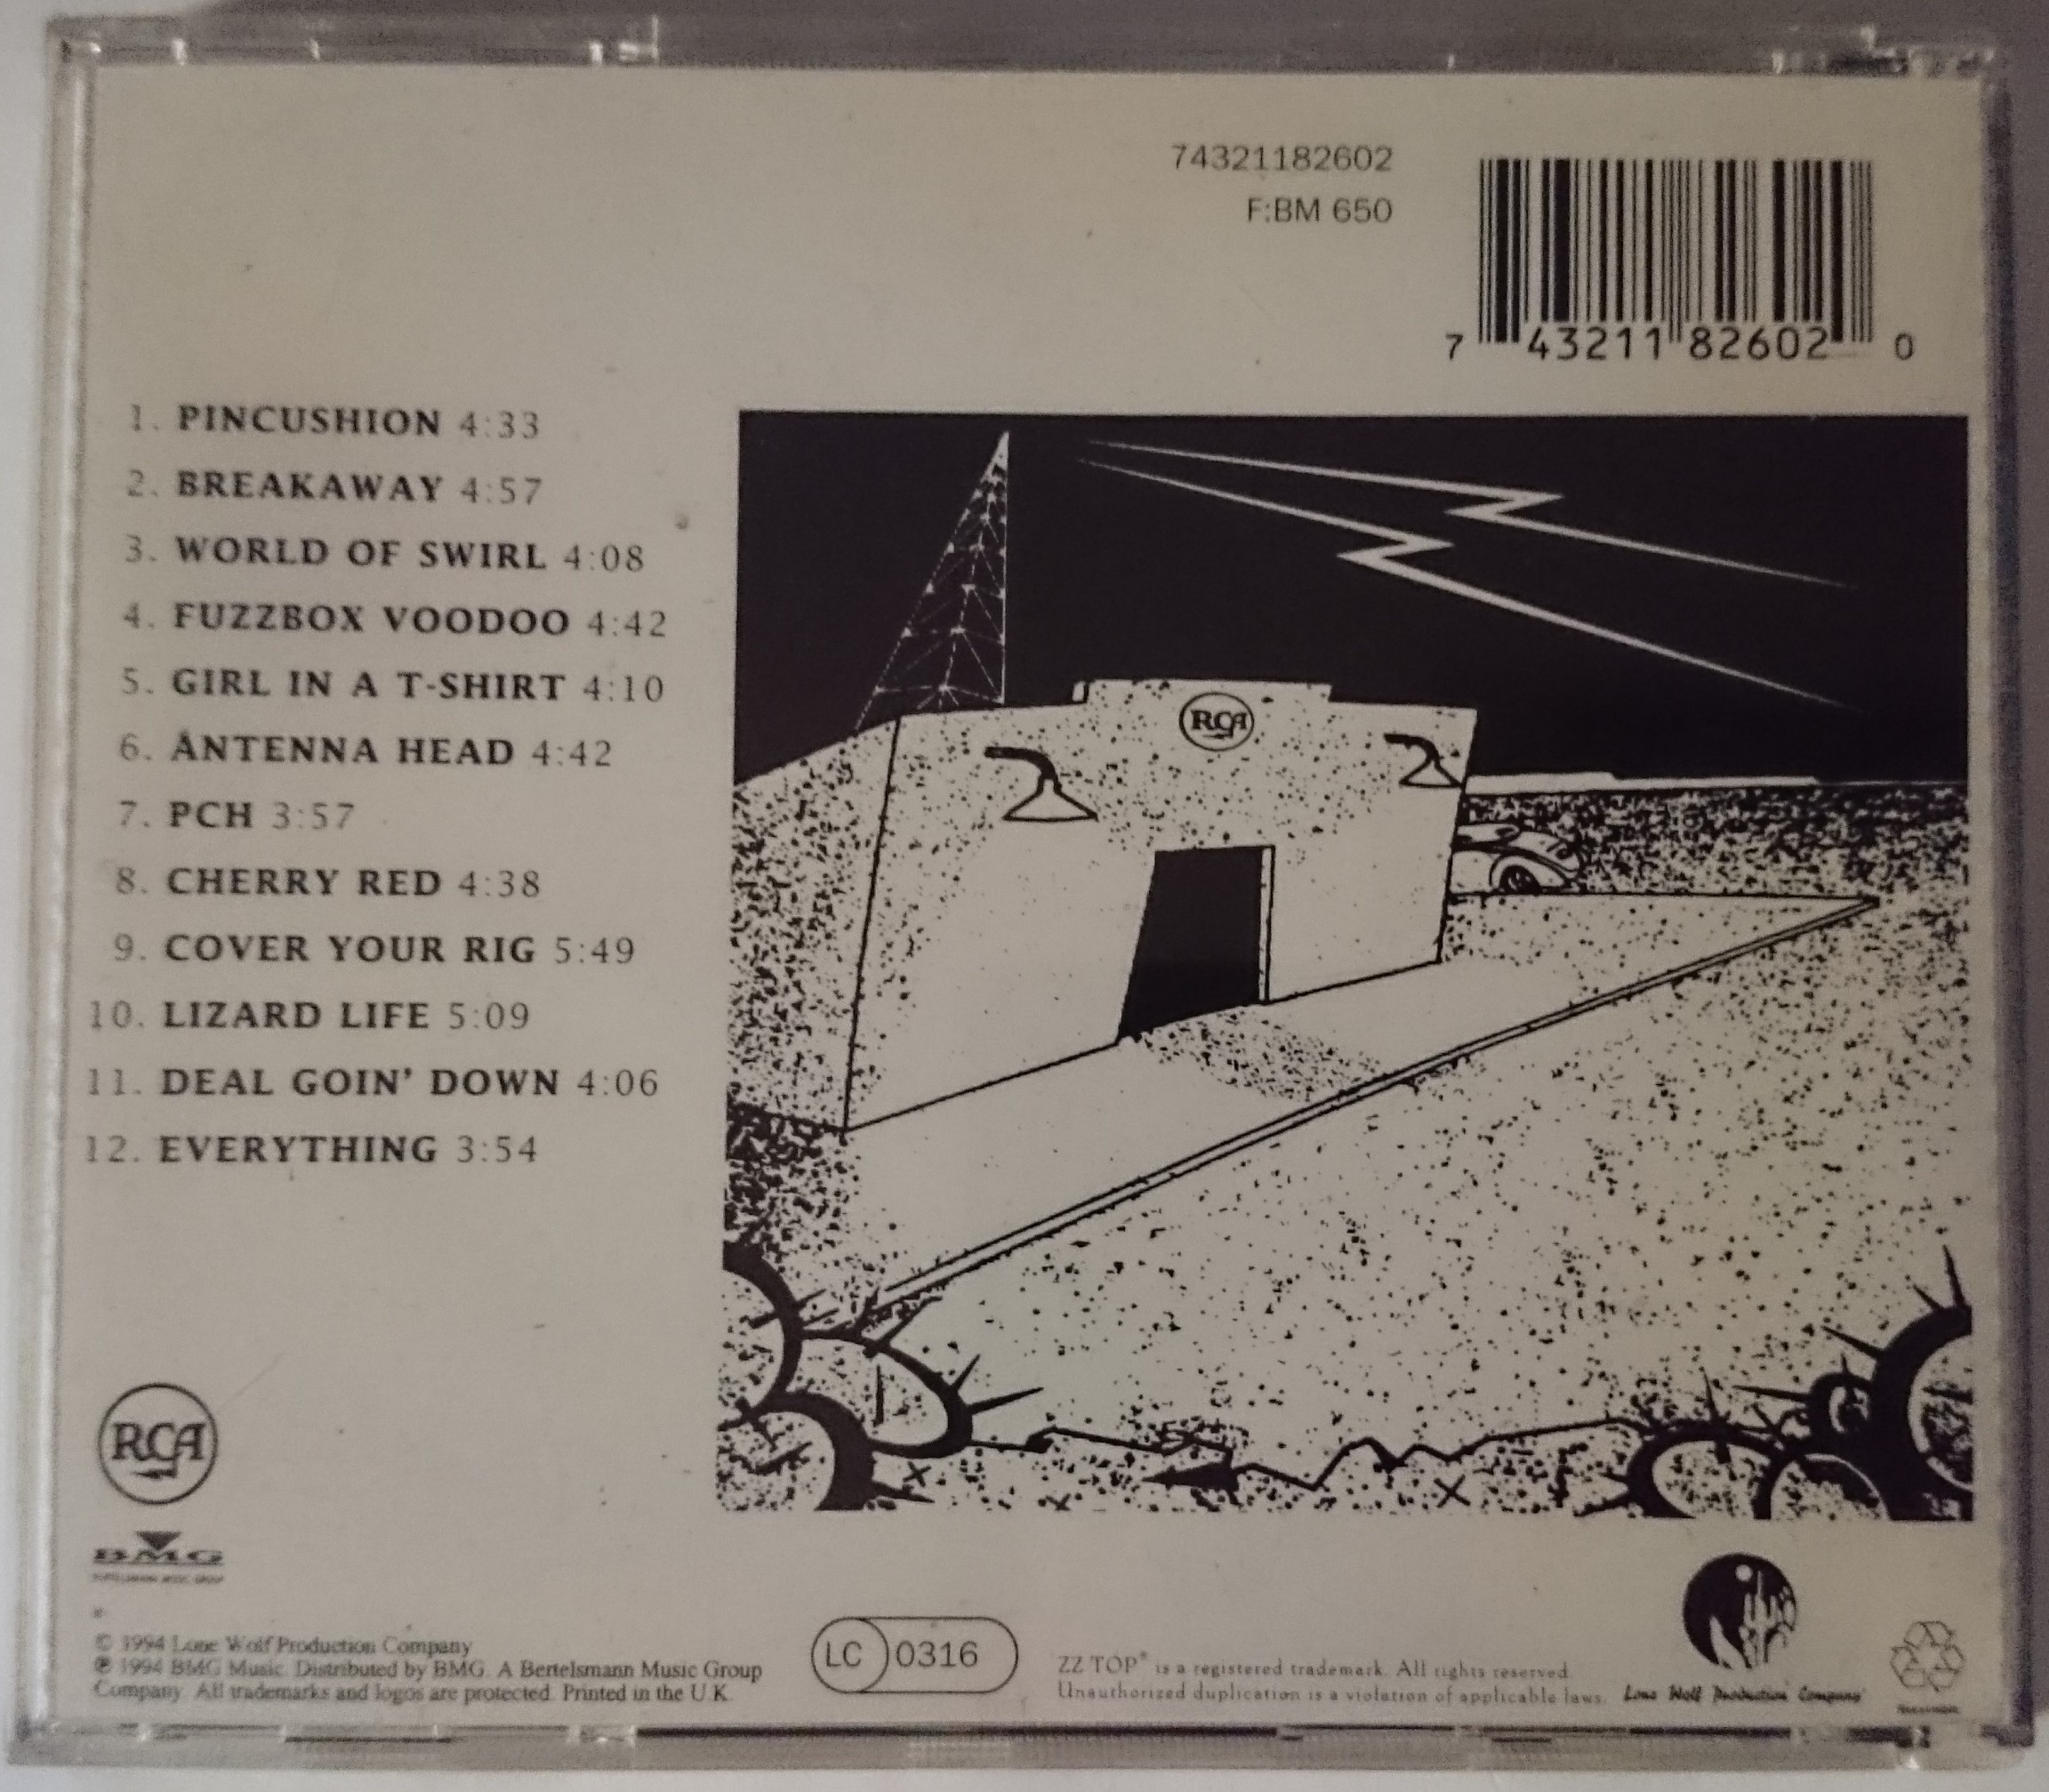 74321182602
F:BM 650
7 43211 82602 0
1. PINCUSHION 4:33
2. BREAKAWAY 4:57
3. WORLD OF SWIRL 4:08
4. FUZZBOX VOODOO 4:42
5. GIRL IN A T-SHIRT 4:10
6. ANTENNA HEAD 4:42
7. PCH 3:57
8. CHERRY RED 4:38
9. COVER YOUR RIG 5:49
10. LIZARD LIFE 5:09
11. DEAL GOIN' DOWN 4:06
12. EVERYTHING 3:54
RCA
RCA
BMG
BERTELSMANN MUSIC GROUP
© 1994 Lone Wolf Production Company
℗ 1994 BMG Music. Distributed by BMG. A Bertelsmann Music Group
Company. All trademarks and logos are protected. Printed in the U.K.
LC 0316
ZZ TOP® is a registered trademark. All rights reserved.
Unauthorized duplication is a violation of applicable laws.
Lone Wolf Production Company